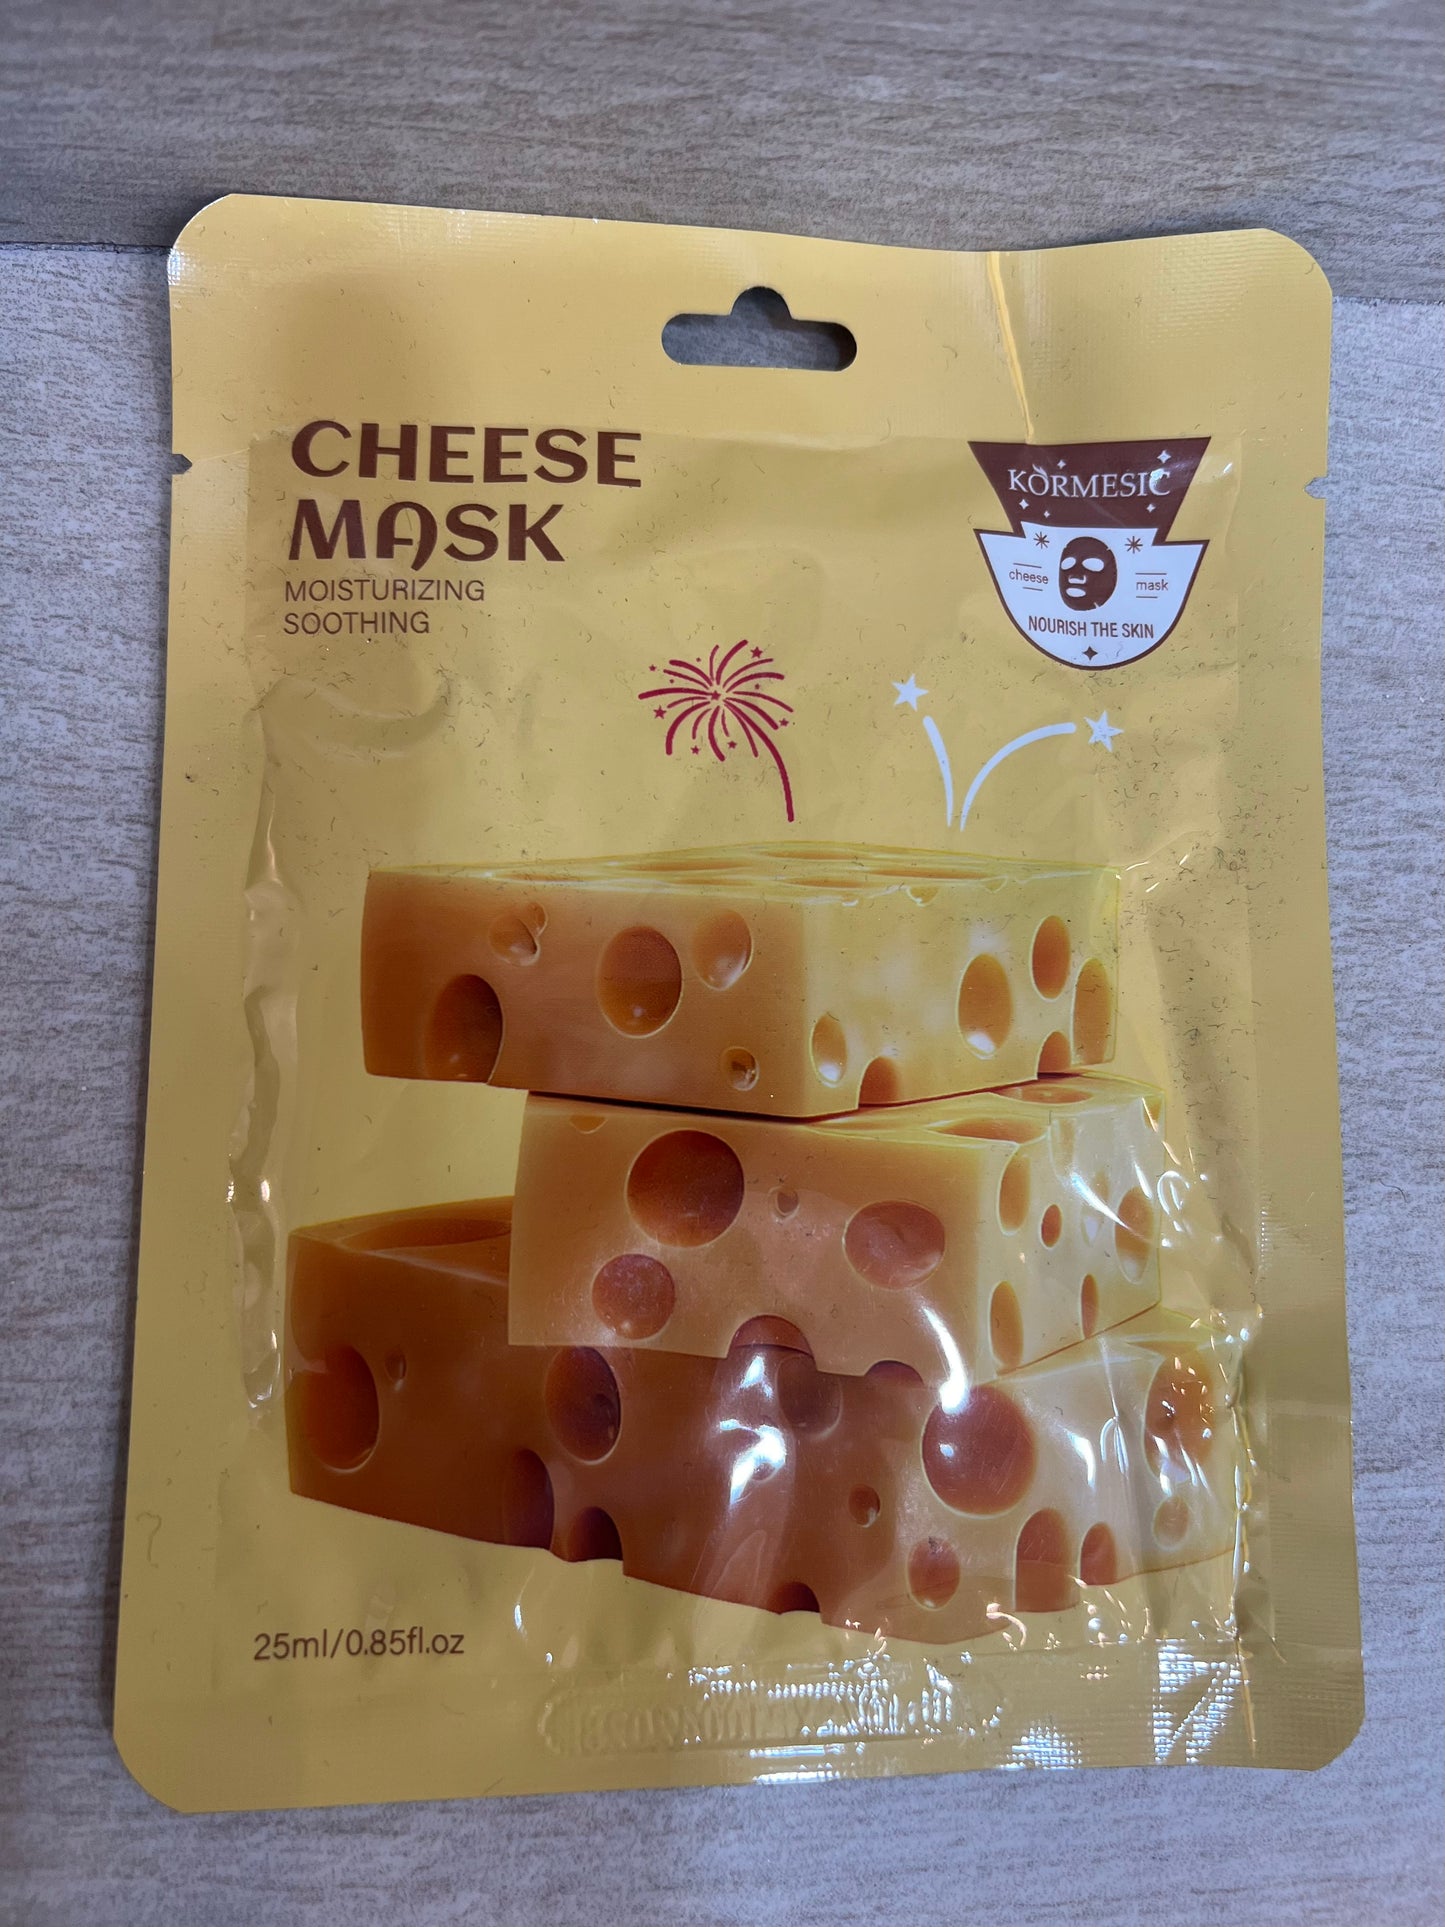 CHEESE
MASK
MOISTURIZING
SOOTHING
KORMESIC
cheese mask
NOURISH THE SKIN
25ml/0.85fl.oz